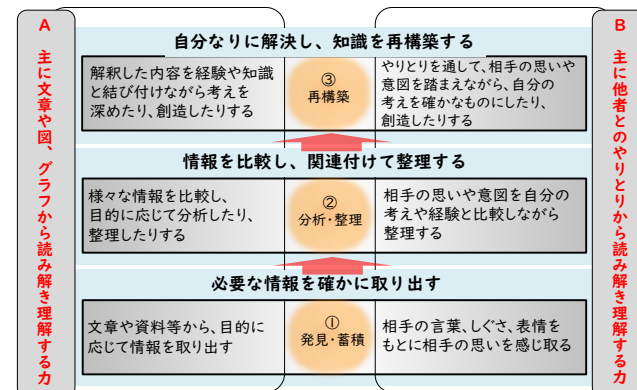 A 主に文章や図、グラフから読み解き理解する力
自分なりに解決し、知識を再構築する
解釈した内容を経験や知識
と結び付けながら考えを
深めたり、創造したりする
③
再構築
やりとりを通して、相手の思いや
意図を踏まえながら、自分の
考えを確かなものにしたり、
創造したりする
情報を比較し、関連付けて整理する
様々な情報を比較し、
目的に応じて分析したり、
整理したりする
②
分析・整理
相手の思いや意図を自分の
考えや経験と比較しながら
整理する
必要な情報を確かに取り出す
文章や資料等から、目的に
応じて情報を取り出す
①
発見・蓄積
相手の言葉、しぐさ、表情を
もとに相手の思いを感じ取る
B 主に他者とのやりとりから読み解き理解する力